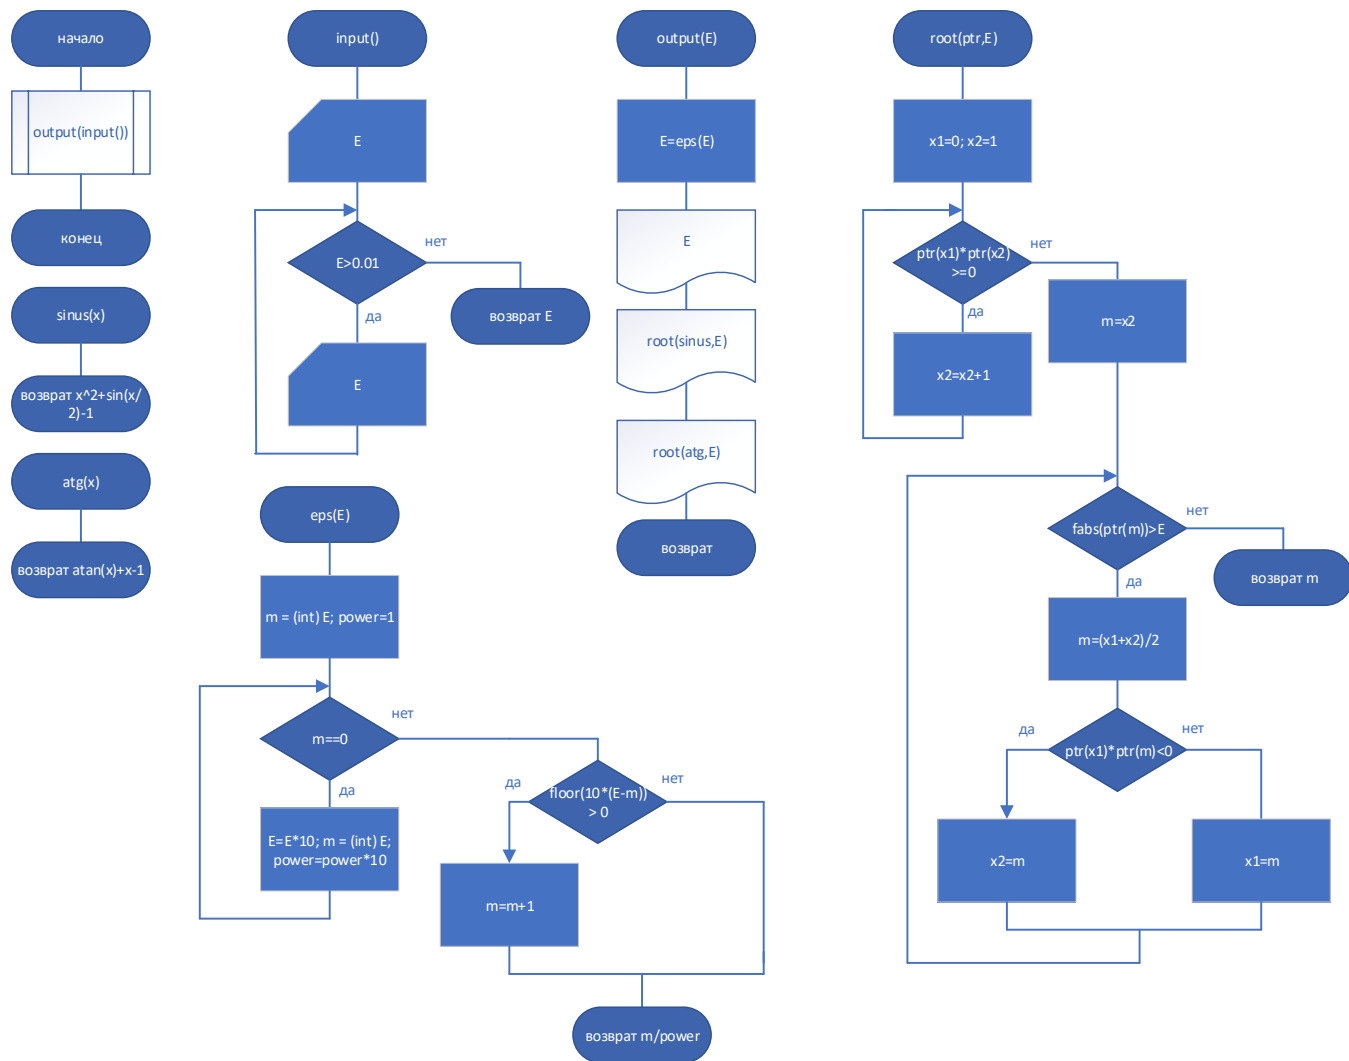 начало
output(input())
конец
sinus(x)
возврат x^2+sin(x/
2)-1
atg(x)
возврат atan(x)+x-1
input()
E
E>0.01
нет
возврат E
да
E
eps(E)
m = (int) E; power=1
m==0
нет
да
E=E*10; m = (int) E;
power=power*10
floor(10*(E-m))
> 0
да
нет
m=m+1
возврат m/power
output(E)
E=eps(E)
E
root(sinus,E)
root(atg,E)
возврат
root(ptr,E)
x1=0; x2=1
ptr(x1)*ptr(x2)
>=0
нет
да
x2=x2+1
m=x2
fabs(ptr(m))>E
нет
возврат m
да
m=(x1+x2)/2
ptr(x1)*ptr(m)<0
да
нет
x2=m
x1=m